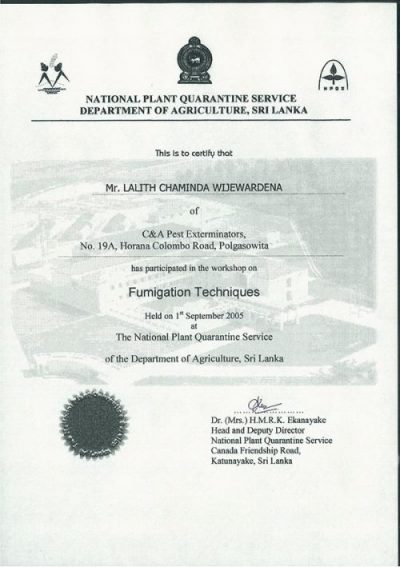 NPQS
NATIONAL PLANT QUARANTINE SERVICE
DEPARTMENT OF AGRICULTURE, SRI LANKA
This is to certify that
Mr. LALITH CHAMINDA WIJEWARDENA
of
C&A Pest Exterminators,
No. 19A, Horana Colombo Road, Polgasowita
has participated in the workshop on
Fumigation Techniques
Held on 1st September 2005
at
The National Plant Quarantine Service
of the Department of Agriculture, Sri Lanka
Dr. (Mrs.) H.M.R.K. Ekanayake
Head and Deputy Director
National Plant Quarantine Service
Canada Friendship Road,
Katunayake, Sri Lanka